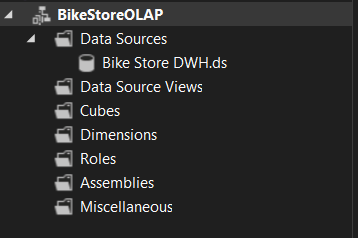 BikeStoreOLAP
Data Sources
Bike Store DWH.ds
Data Source Views
Cubes
Dimensions
Roles
Assemblies
Miscellaneous